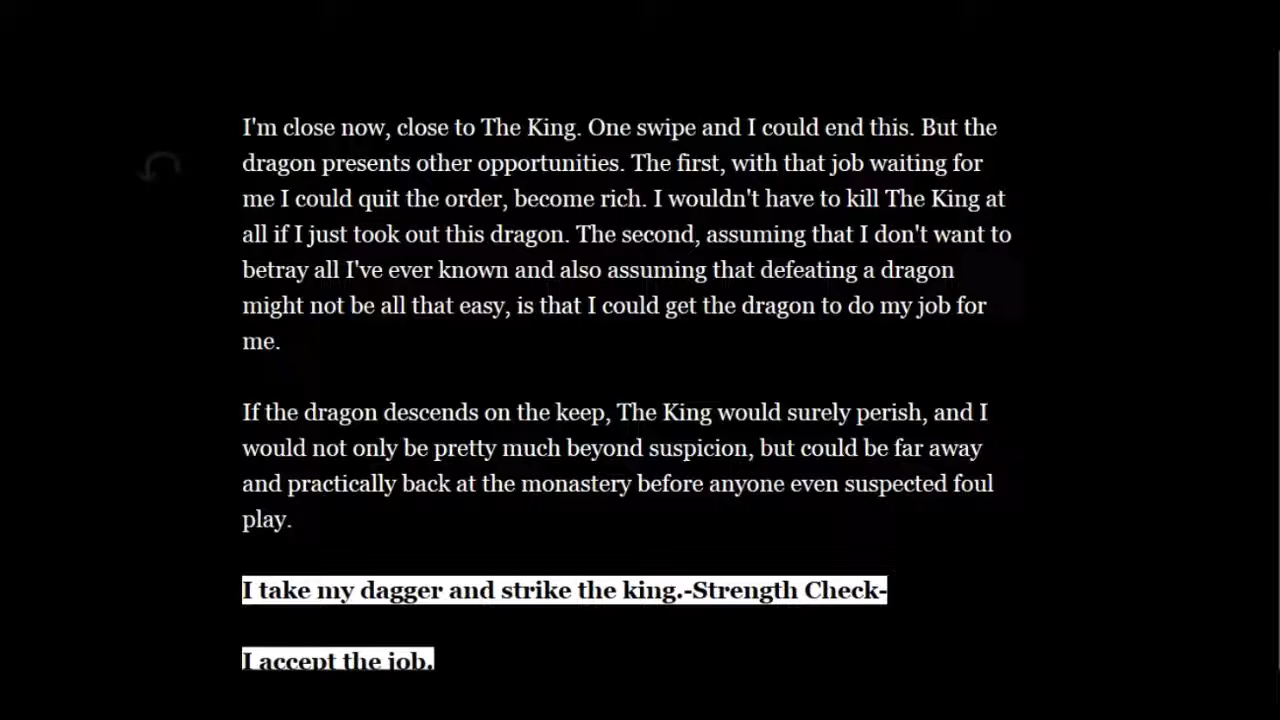 I'm close now, close to The King. One swipe and I could end this. But the
dragon presents other opportunities. The first, with that job waiting for
me I could quit the order, become rich. I wouldn't have to kill The King at
all if I just took out this dragon. The second, assuming that I don't want to
betray all I've ever known and also assuming that defeating a dragon
might not be all that easy, is that I could get the dragon to do my job for
me.
If the dragon descends on the keep, The King would surely perish, and I
would not only be pretty much beyond suspicion, but could be far away
and practically back at the monastery before anyone even suspected foul
play.
I take my dagger and strike the king.-Strength Check-
I accept the job.